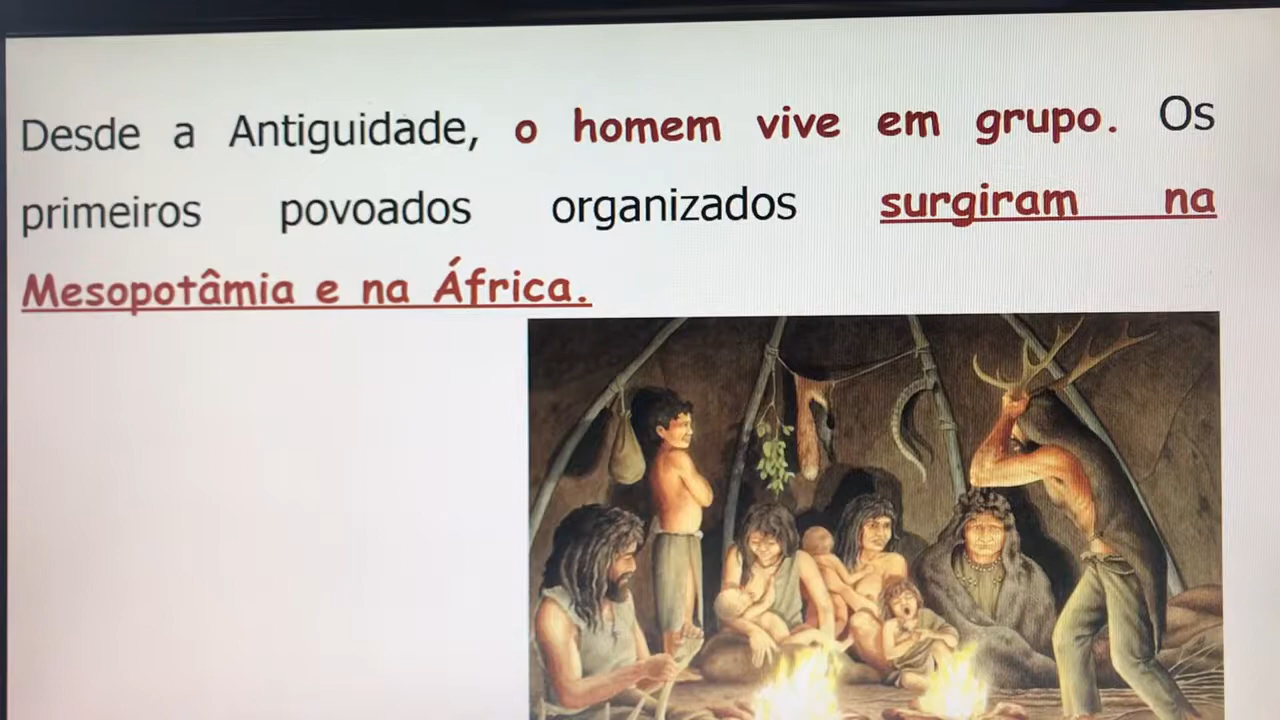 Desde a Antiguidade, o homem vive em grupo. Os
primeiros povoados organizados surgiram na
Mesopotâmia e na África.